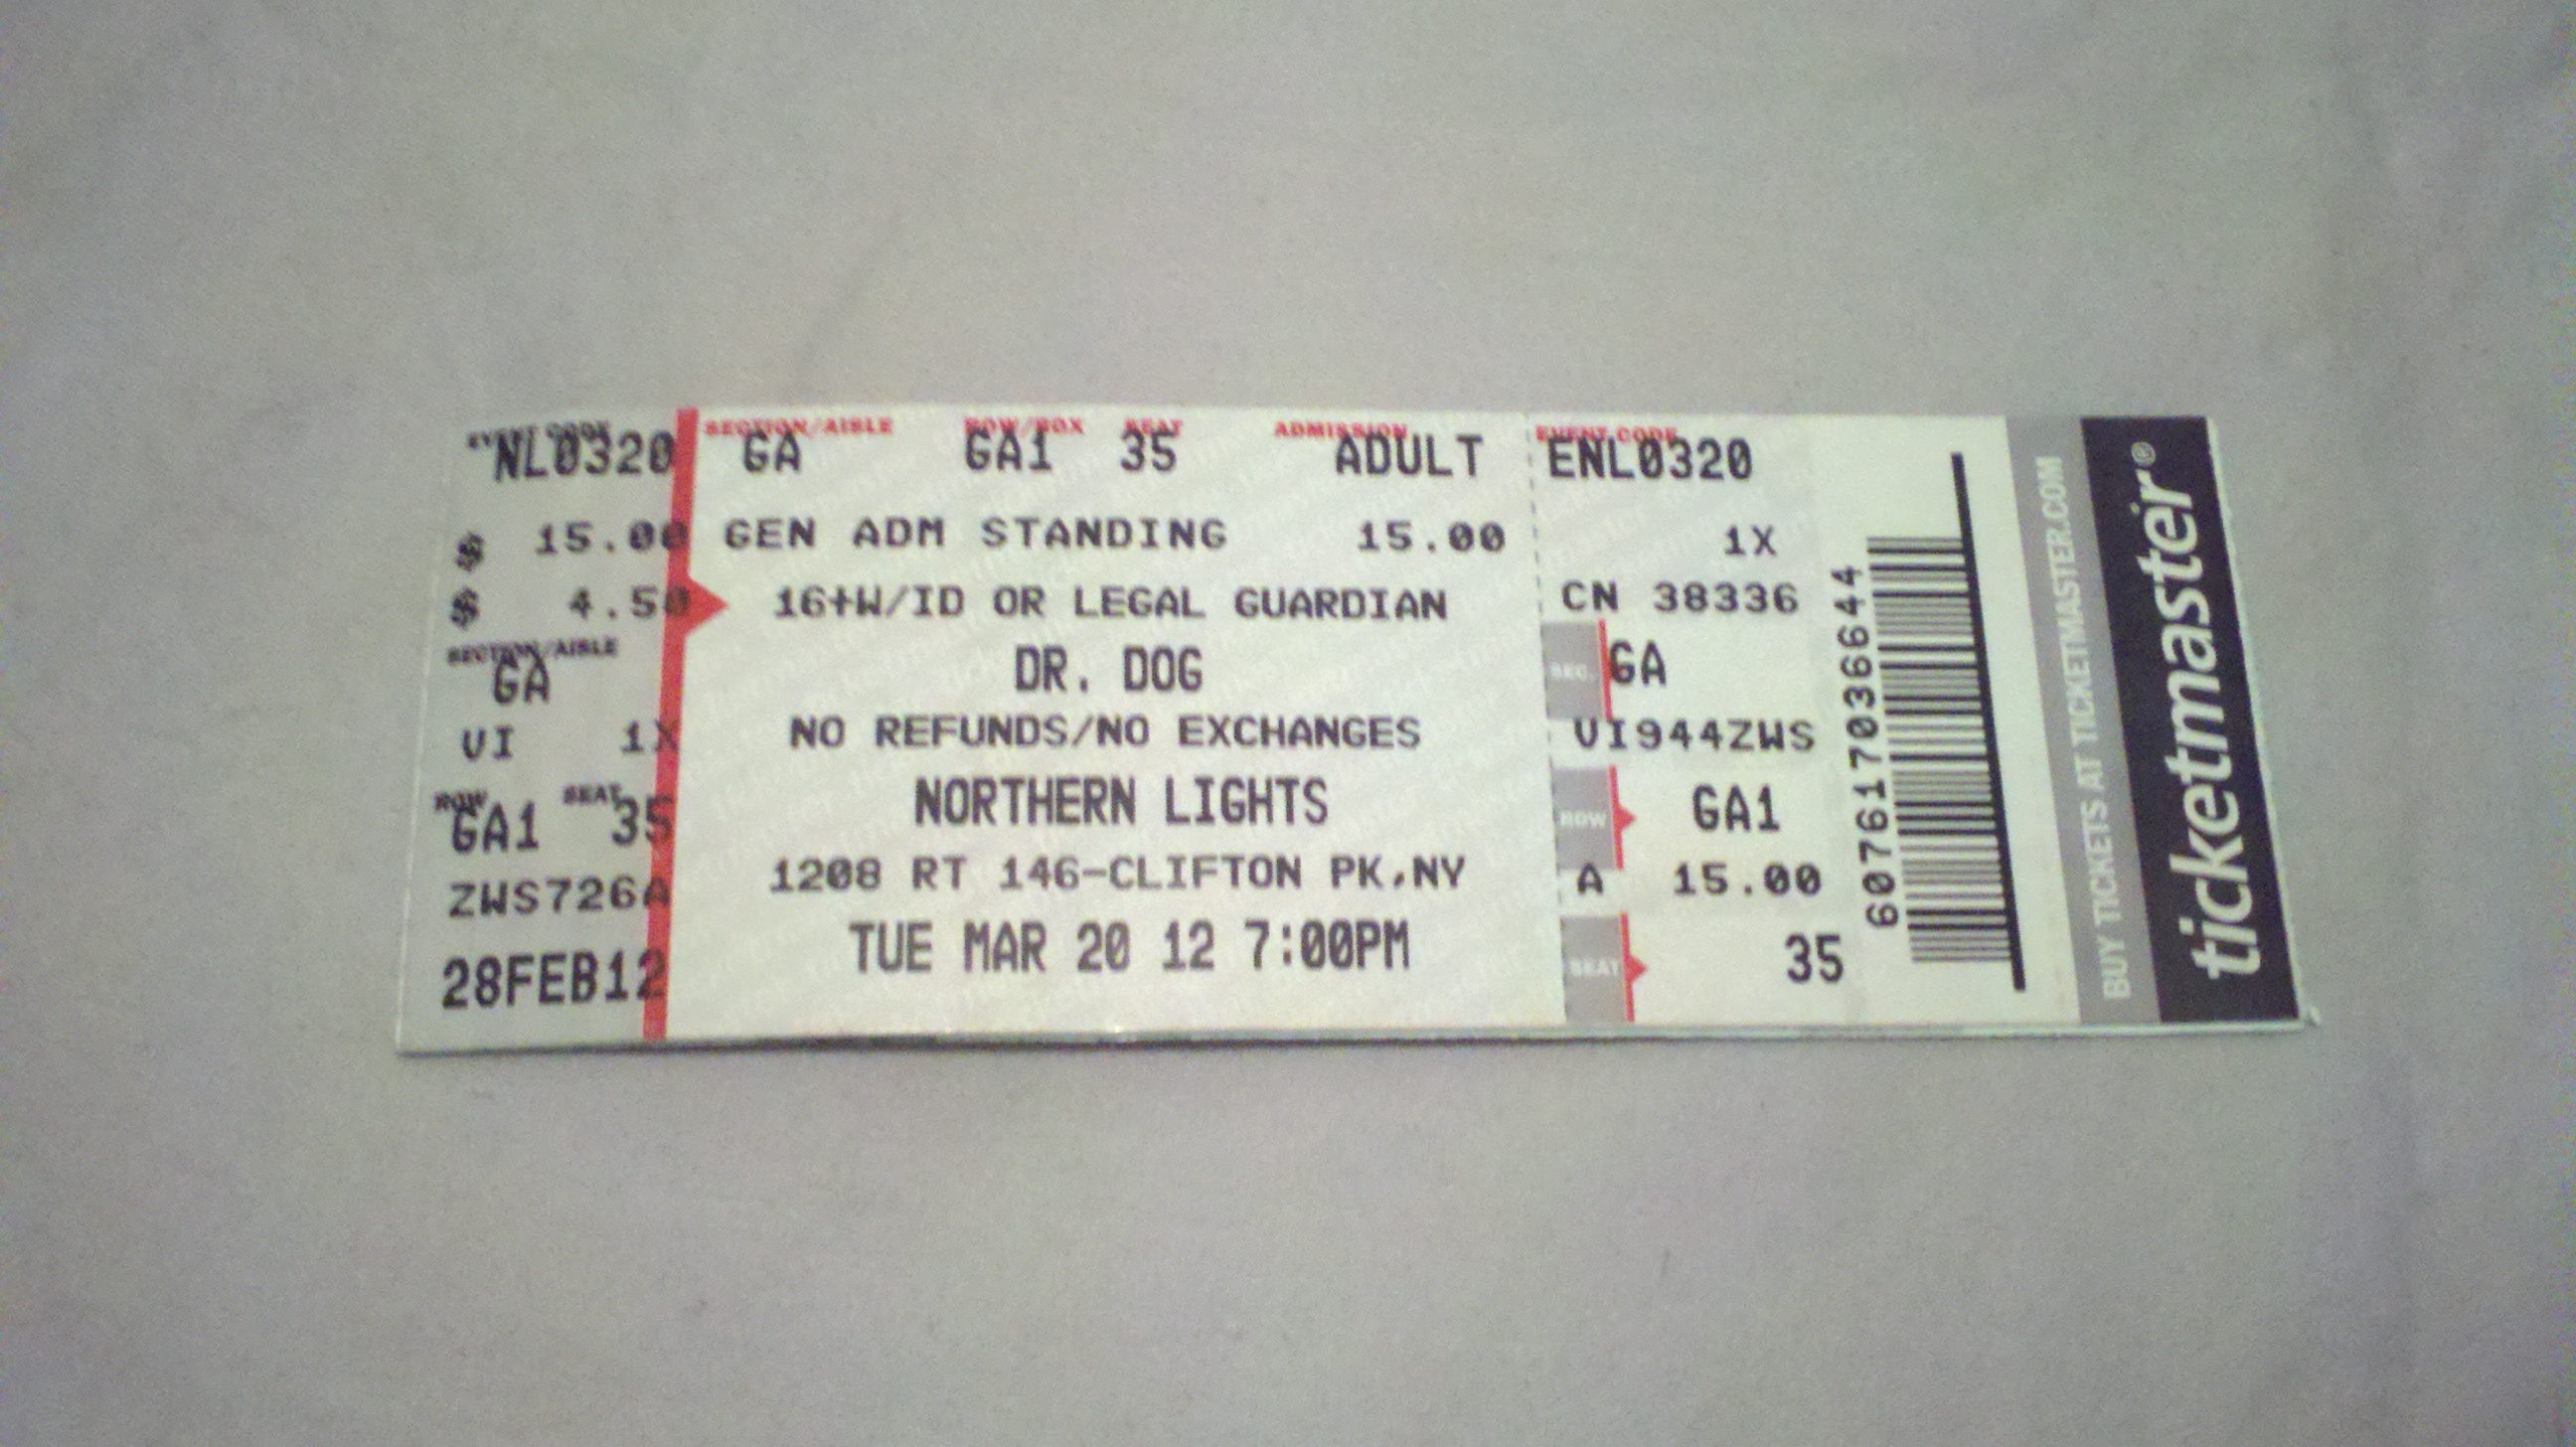 EVENT CODE
NL0320
$ 15.00
$ 4.50
SECTION/AISLE
GA
VI 1X
ROW SEAT
GA1 35
ZWS726A
28FEB12
SECTION/AISLE ROW/BOX SEAT ADMISSION
GA GA1 35 ADULT
GEN ADM STANDING 15.00
16+W/ID OR LEGAL GUARDIAN
DR. DOG
NO REFUNDS/NO EXCHANGES
NORTHERN LIGHTS
1208 RT 146-CLIFTON PK,NY
TUE MAR 20 12 7:00PM
EVENT CODE
ENL0320
1X
CN 38336
SEC. GA
VI944ZWS
ROW GA1
A 15.00
SEAT 35
607617036644
BUY TICKETS AT TICKETMASTER.COM
ticketmaster®